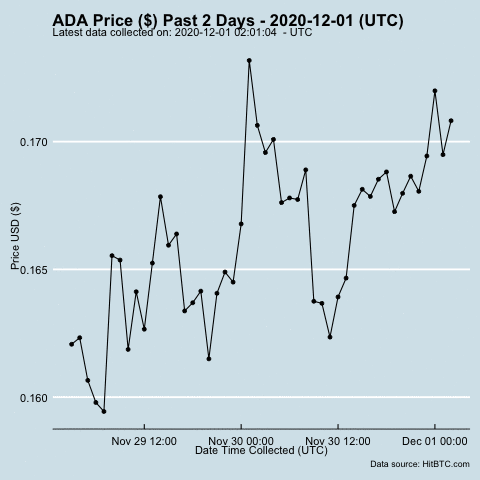 ADA Price ($) Past 2 Days - 2020-12-01 (UTC)
Latest data collected on: 2020-12-01 02:01:04  - UTC
Price USD ($)
0.170
0.165
0.160
Nov 29 12:00 Nov 30 00:00 Nov 30 12:00 Dec 01 00:00
Date Time Collected (UTC)
Data source: HitBTC.com